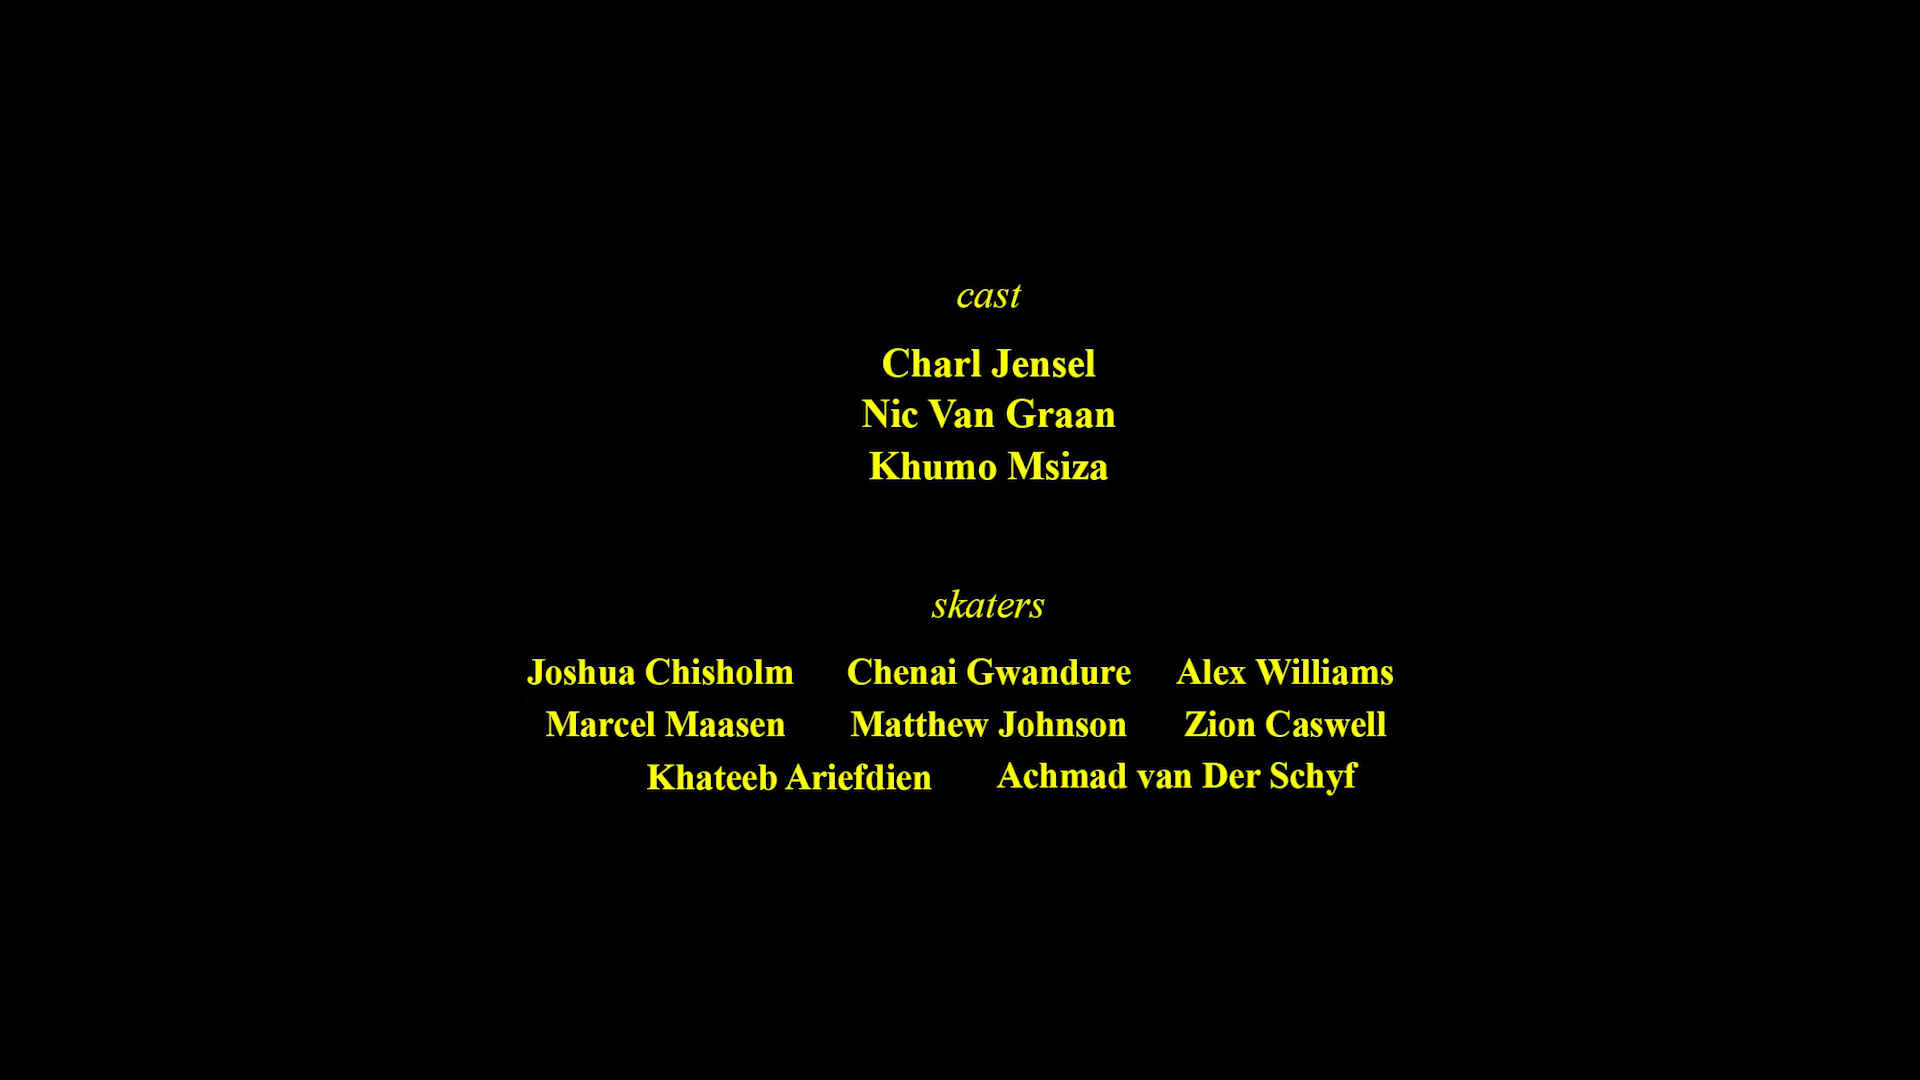 cast
Charl Jensel
Nic Van Graan
Khumo Msiza
skaters
Joshua Chisholm Chenai Gwandure Alex Williams
Marcel Maasen Matthew Johnson Zion Caswell
Khateeb Ariefdien Achmad van Der Schyf